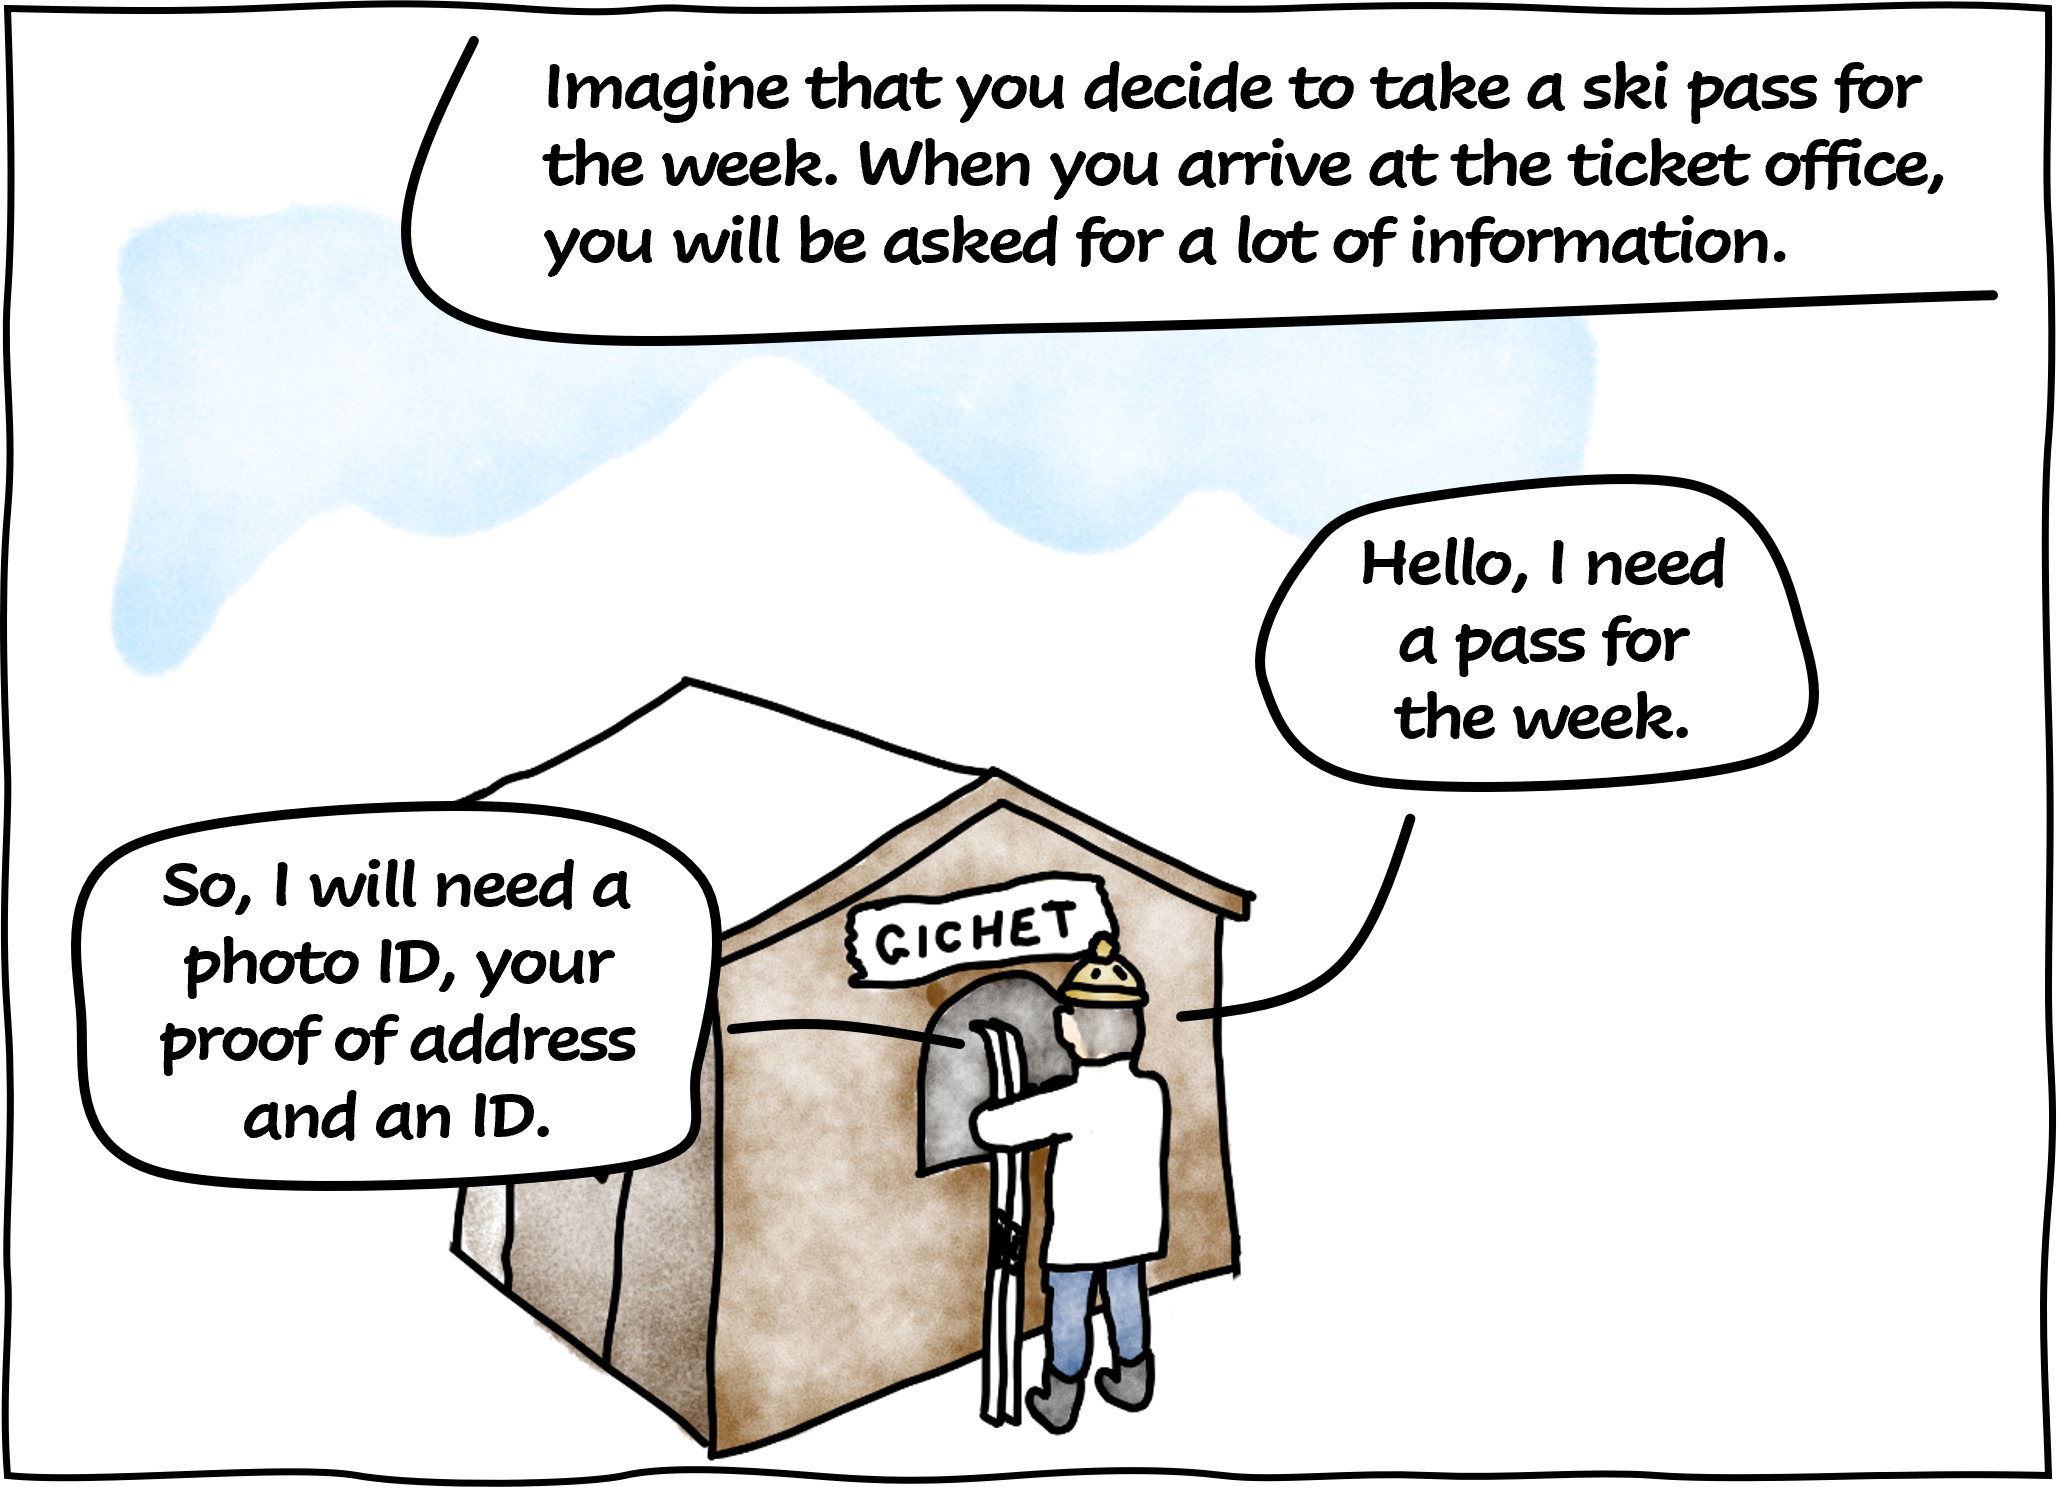 Imagine that you decide to take a ski pass for
the week. When you arrive at the ticket office,
you will be asked for a lot of information.
Hello, I need
a pass for
the week.
So, I will need a
photo ID, your
proof of address
and an ID.
GICHET